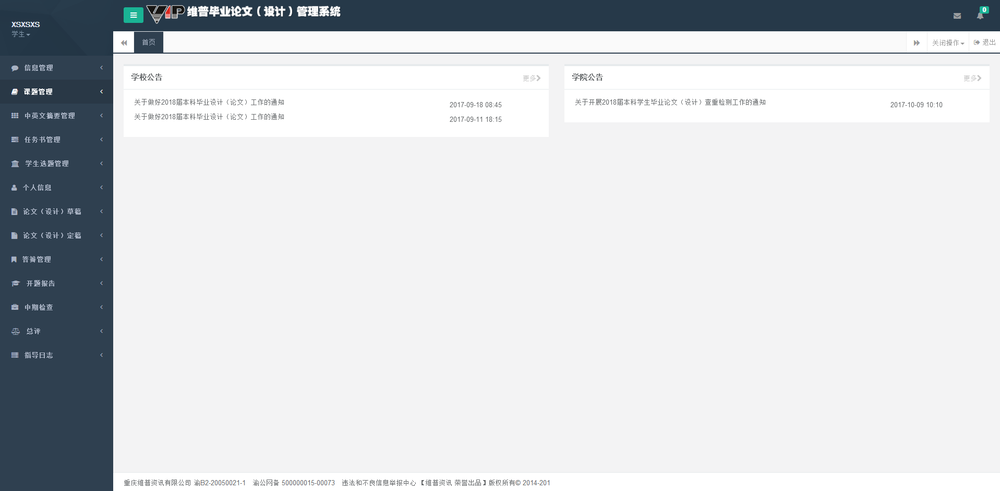 XSXSXS
学生
信息管理
课题管理
中英文摘要管理
任务书管理
学生选题管理
个人信息
论文（设计）草稿
论文（设计）定稿
答辩管理
开题报告
中期检查
总评
指导日志
VIP 维普毕业论文（设计）管理系统
0
首页
关闭操作
退出
学校公告
更多
关于做好2018届本科毕业设计（论文）工作的通知 2017-09-18 08:45
关于做好2018届本科毕业设计（论文）工作的通知 2017-09-11 18:15
学院公告
更多
关于开展2018届本科学生毕业论文（设计）查重检测工作的通知 2017-10-09 10:10
重庆维普资讯有限公司 渝B2-20050021-1 渝公网备 500000015-00073 违法和不良信息举报中心 【维普资讯 荣誉出品】版权所有© 2014-201